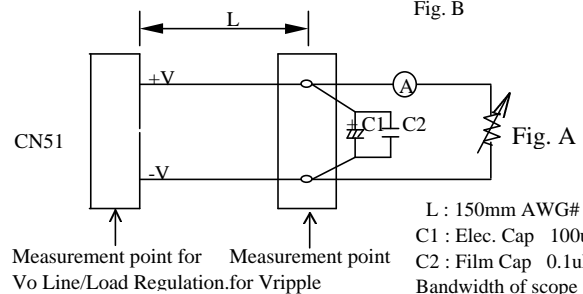 Fig. B
L
+V
A
+ C1 C2
CN51
Fig. A
-V
L : 150mm AWG#
C1 : Elec. Cap 100u
C2 : Film Cap 0.1u
Bandwidth of scope
Measurement point for
Vo Line/Load Regulation.
Measurement point
for Vripple